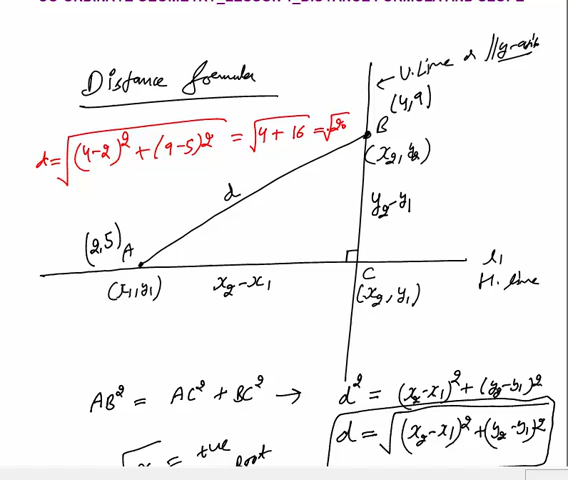 Distance formula
← V. Line or // y-axis
(4,9)
d = √((4-2)² + (9-5)²) = √(4+16) = √20
B
(x₂, y₂)
d
y₂-y₁
(2,5) A
(x₁, y₁)
x₂-x₁
C
(x₂, y₁)
l₁
H. line
AB² = AC² + BC² → d² = (x₂-x₁)² + (y₂-y₁)²
d = √((x₂-x₁)² + (y₂-y₁)²)
= +ve